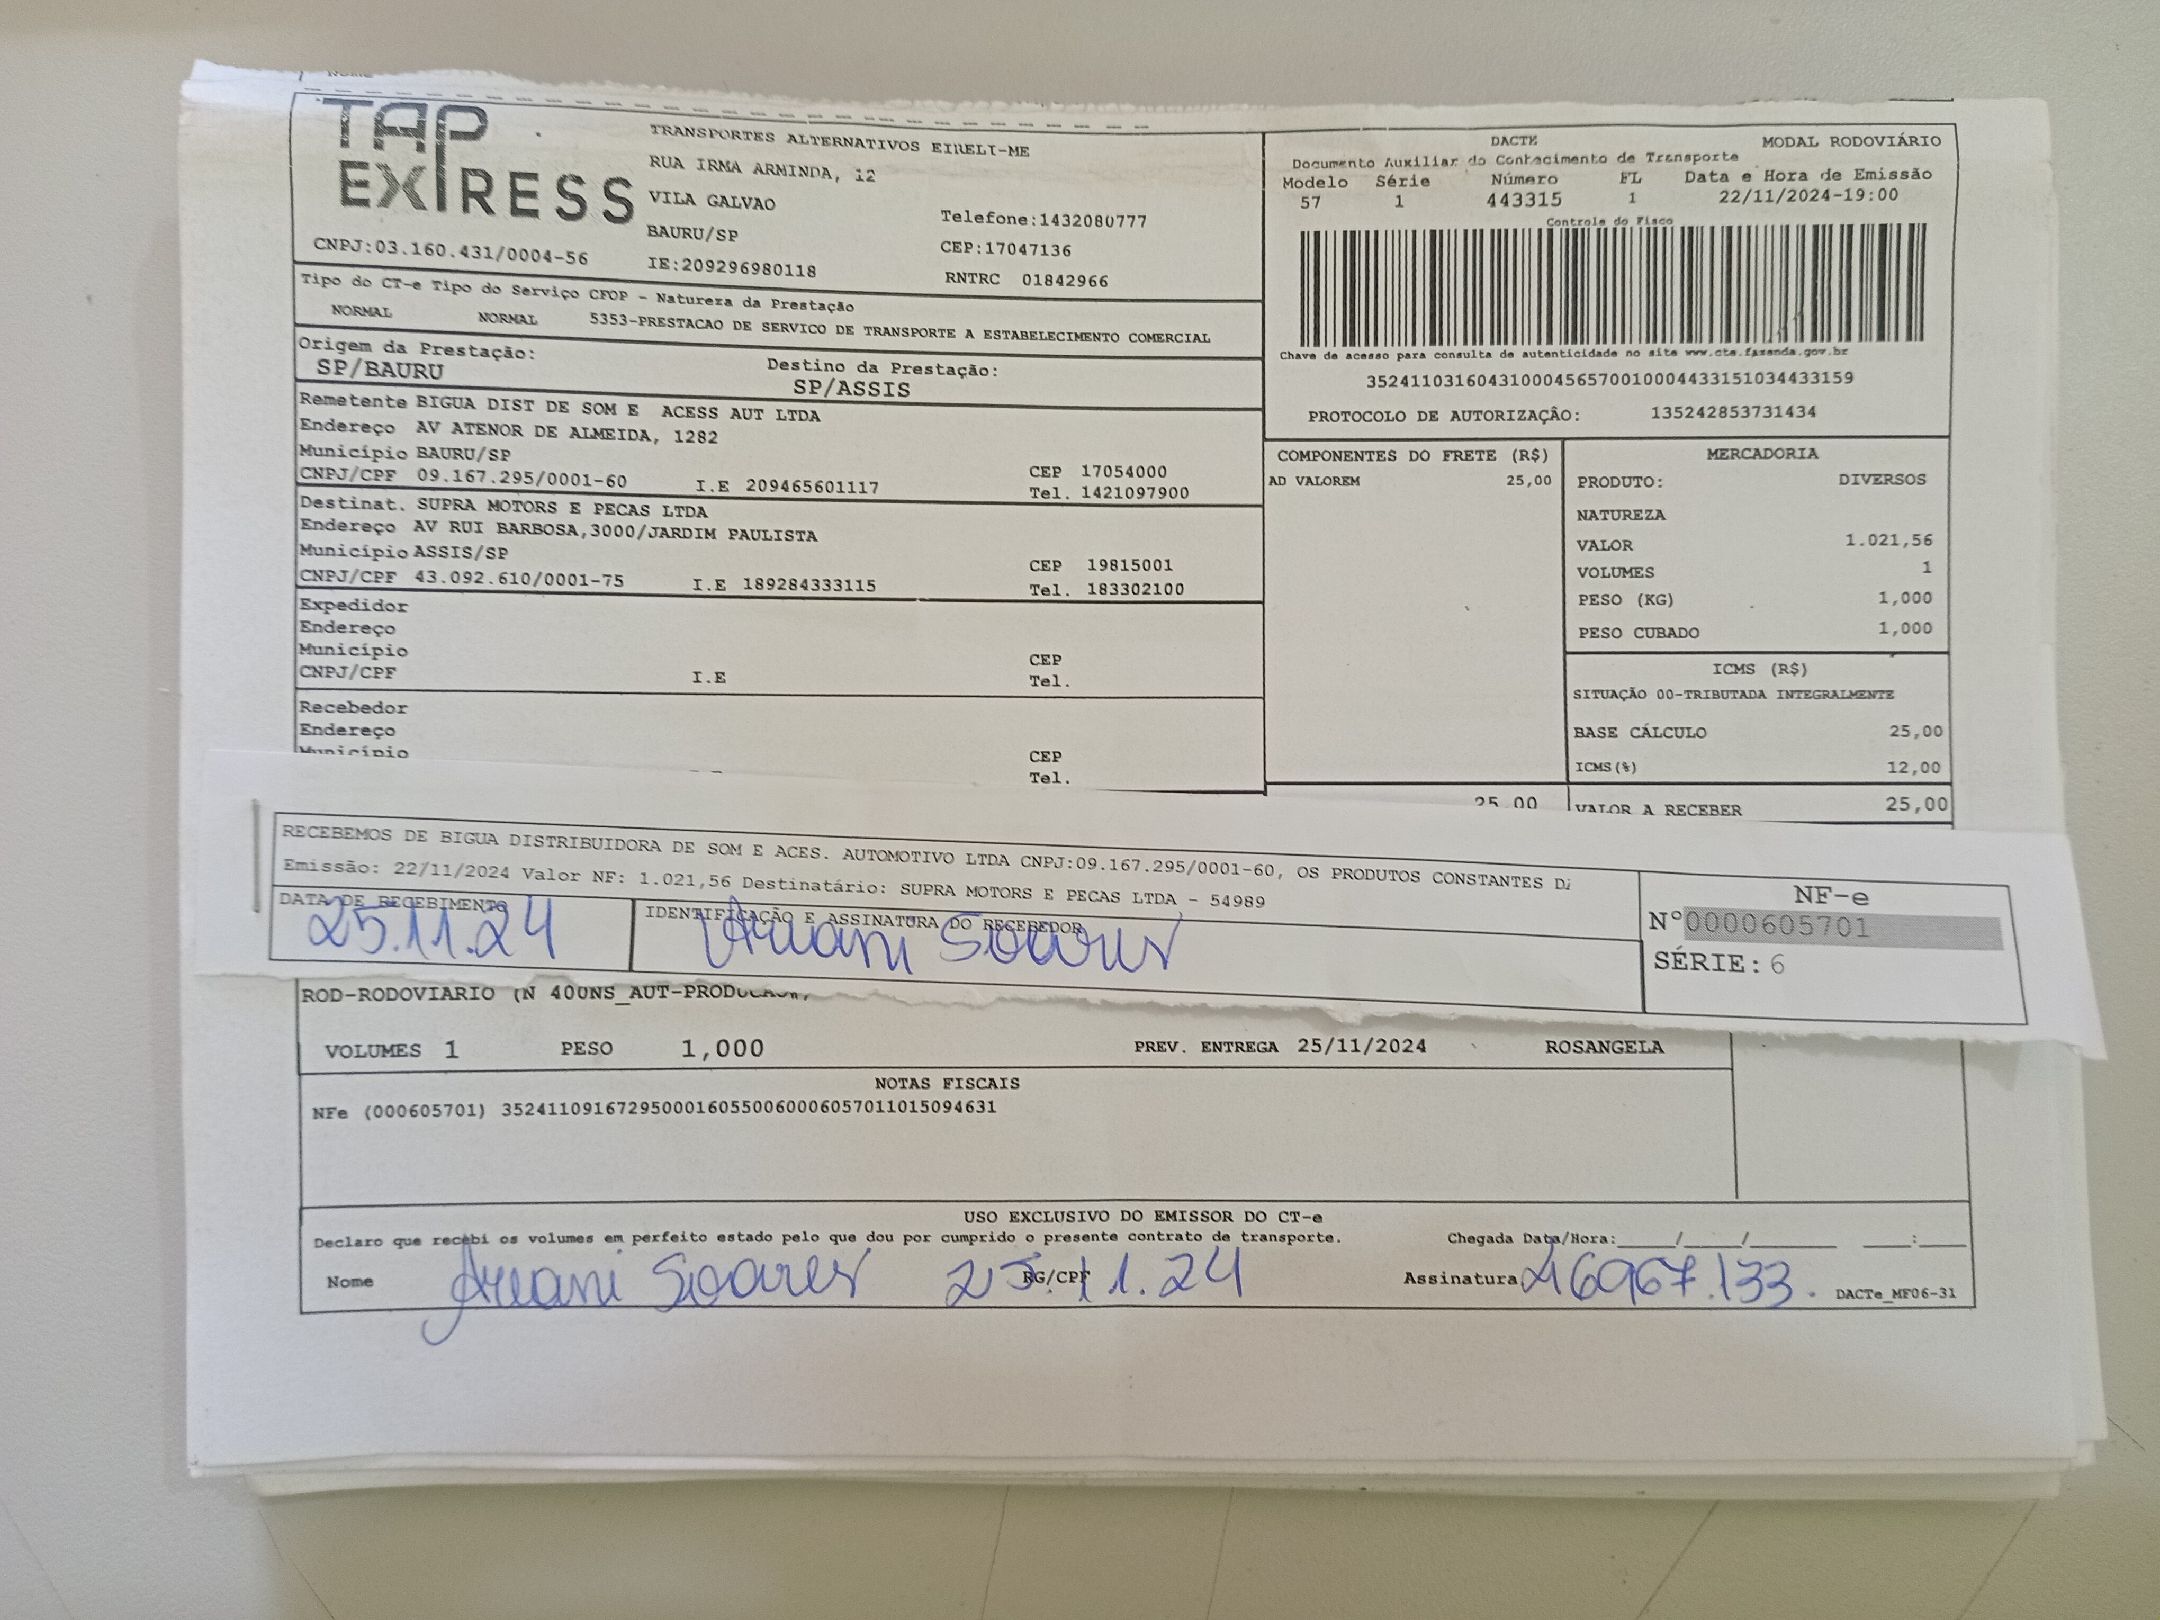 TAP EXPRESS
CNPJ:03.160.431/0004-56
TRANSPORTES ALTERNATIVOS EIRELI-ME
RUA IRMA ARMINDA, 12
VILA GALVAO
BAURU/SP
IE:209296980118
Telefone:1432080777
CEP:17047136
RNTRC 01842966
DACTE MODAL RODOVIÁRIO
Documento Auxiliar do Conhecimento de Transporte
Modelo Série Número FL Data e Hora de Emissão
57 1 443315 1 22/11/2024-19:00
Controle do Fisco
Chave de acesso para consulta de autenticidade no site www.cte.fazenda.gov.br
35241103160431000456570010004433151034433159
PROTOCOLO DE AUTORIZAÇÃO: 135242853731434
Tipo do CT-e Tipo do Serviço CFOP - Natureza da Prestação
NORMAL NORMAL 5353-PRESTACAO DE SERVICO DE TRANSPORTE A ESTABELECIMENTO COMERCIAL
Origem da Prestação: Destino da Prestação:
SP/BAURU SP/ASSIS
Remetente BIGUA DIST DE SOM E ACESS AUT LTDA
Endereço AV ATENOR DE ALMEIDA, 1282
Município BAURU/SP CEP 17054000
CNPJ/CPF 09.167.295/0001-60 I.E 209465601117 Tel. 1421097900
Destinat. SUPRA MOTORS E PECAS LTDA
Endereço AV RUI BARBOSA,3000/JARDIM PAULISTA
Município ASSIS/SP CEP 19815001
CNPJ/CPF 43.092.610/0001-75 I.E 189284333115 Tel. 183302100
Expedidor
Endereço
Município CEP
CNPJ/CPF I.E Tel.
Recebedor
Endereço
Município CEP
Tel.
COMPONENTES DO FRETE (R$)
AD VALOREM 25,00
25,00
MERCADORIA
PRODUTO: DIVERSOS
NATUREZA
VALOR 1.021,56
VOLUMES 1
PESO (KG) 1,000
PESO CUBADO 1,000
ICMS (R$)
SITUAÇÃO 00-TRIBUTADA INTEGRALMENTE
BASE CÁLCULO 25,00
ICMS(%) 12,00
VALOR A RECEBER 25,00
RECEBEMOS DE BIGUA DISTRIBUIDORA DE SOM E ACES. AUTOMOTIVO LTDA CNPJ:09.167.295/0001-60, OS PRODUTOS CONSTANTES DA
Emissão: 22/11/2024 Valor NF: 1.021,56 Destinatário: SUPRA MOTORS E PECAS LTDA - 54989
DATA DE RECEBIMENTO IDENTIFICAÇÃO E ASSINATURA DO RECEBEDOR
25.11.24 Soares
NF-e
N°0000605701
SÉRIE: 6
ROD-RODOVIARIO (N 400NS_AUT-PRODUCAO#)
VOLUMES 1 PESO 1,000 PREV. ENTREGA 25/11/2024 ROSANGELA
NOTAS FISCAIS
NFe (000605701) 35241109167295000160550060006057011015094631
USO EXCLUSIVO DO EMISSOR DO CT-e
Declaro que recebi os volumes em perfeito estado pelo que dou por cumprido o presente contrato de transporte. Chegada Data/Hora:____/____/______ ___:___
Nome Soares RG/CPF 25.11.24 Assinatura 46967.133. DACTe_MF06-31